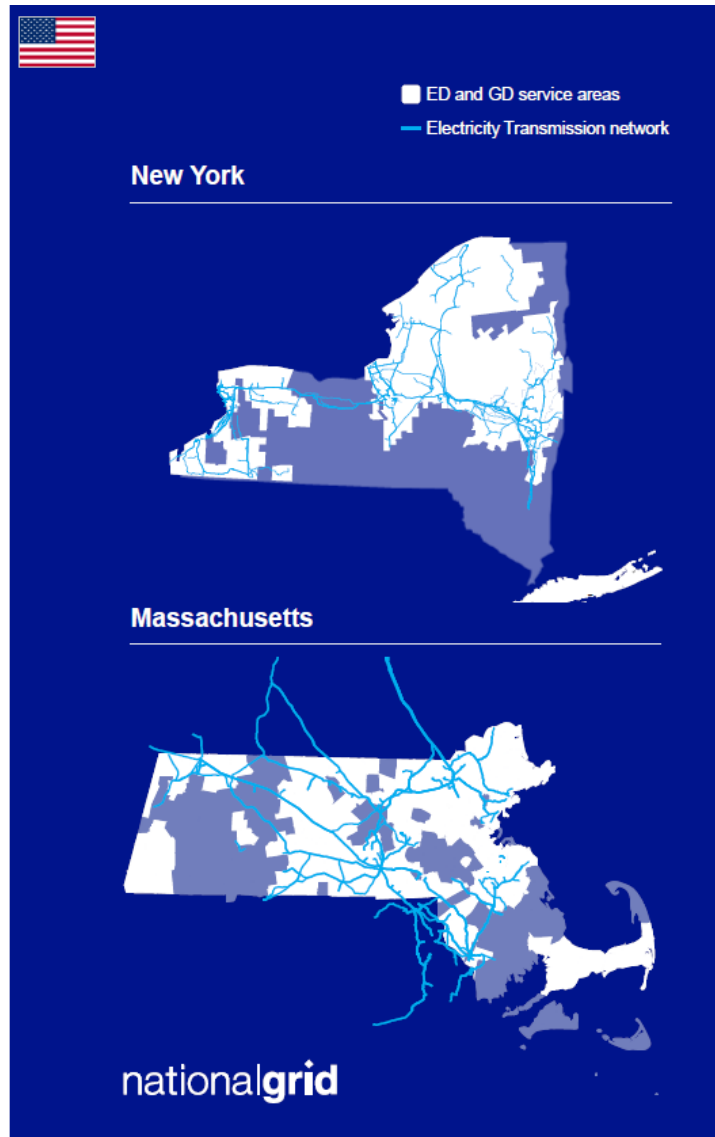 ED and GD service areas
Electricity Transmission network
New York
Massachusetts
nationalgrid